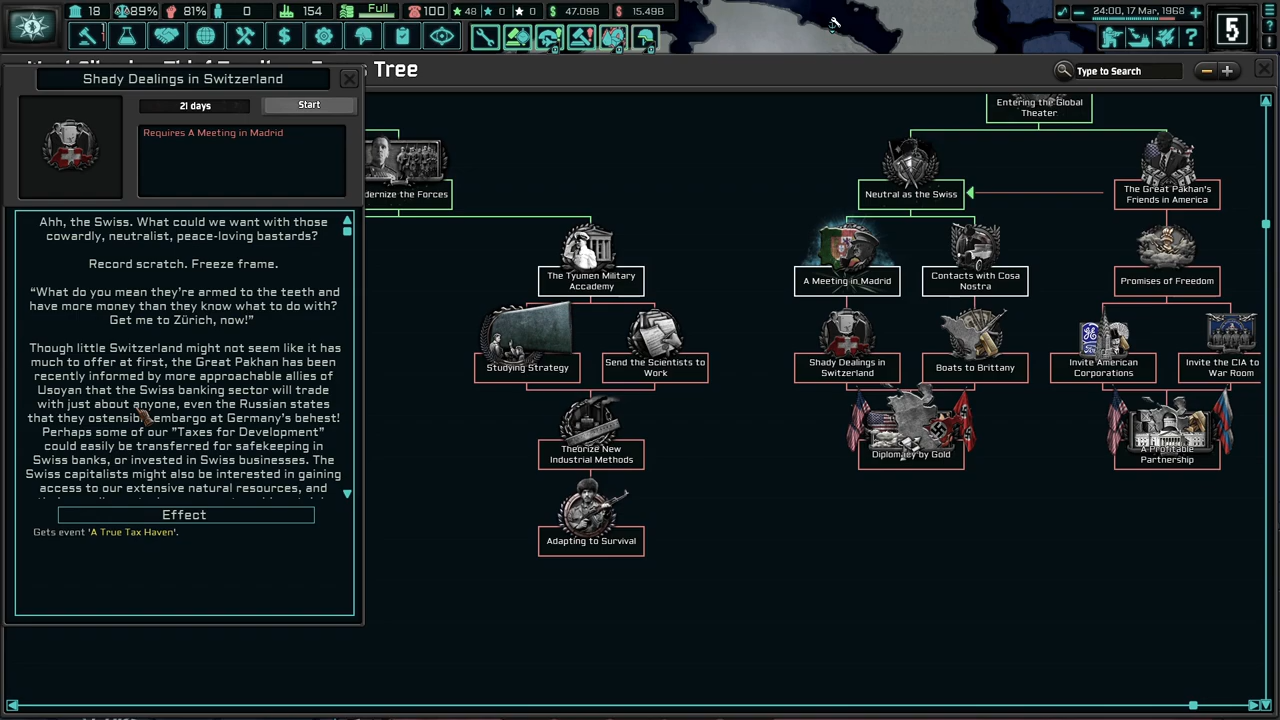 18
89%
81%
0
154
Full
100
48
0
0
47.09B
15.49B
24:00, 17 Mar, 1968
5
Tree
Type to Search
Shady Dealings in Switzerland
21 days
Start
Requires A Meeting in Madrid
Ahh, the Swiss. What could we want with those
cowardly, neutralist, peace-loving bastards?
Record scratch. Freeze frame.
“What do you mean they're armed to the teeth and
have more money than they know what to do with?
Get me to Zürich, now!”
Though little Switzerland might not seem like it has
much to offer at first, the Great Pakhan has been
recently informed by more approachable allies of
Usoyan that the Swiss banking sector will trade
with just about anyone, even the Russian states
that they ostensibly embargo at Germany's behest!
Perhaps some of our "Taxes for Development"
could easily be transferred for safekeeping in
Swiss banks, or invested in Swiss businesses. The
Swiss capitalists might also be interested in gaining
access to our extensive natural resources, and
Effect
Gets event 'A True Tax Haven'.
Entering the Global
Theater
dernize the Forces
Neutral as the Swiss
The Great Pakhan's
Friends in America
The Tyumen Military
Accademy
A Meeting in Madrid
Contacts with Cosa
Nostra
Promises of Freedom
Studying Strategy
Send the Scientists to
Work
Shady Dealings in
Switzerland
Boats to Brittany
Invite American
Corporations
Invite the CIA to
War Room
Theorize New
Industrial Methods
Diplomacy by Gold
A Profitable
Partnership
Adapting to Survival